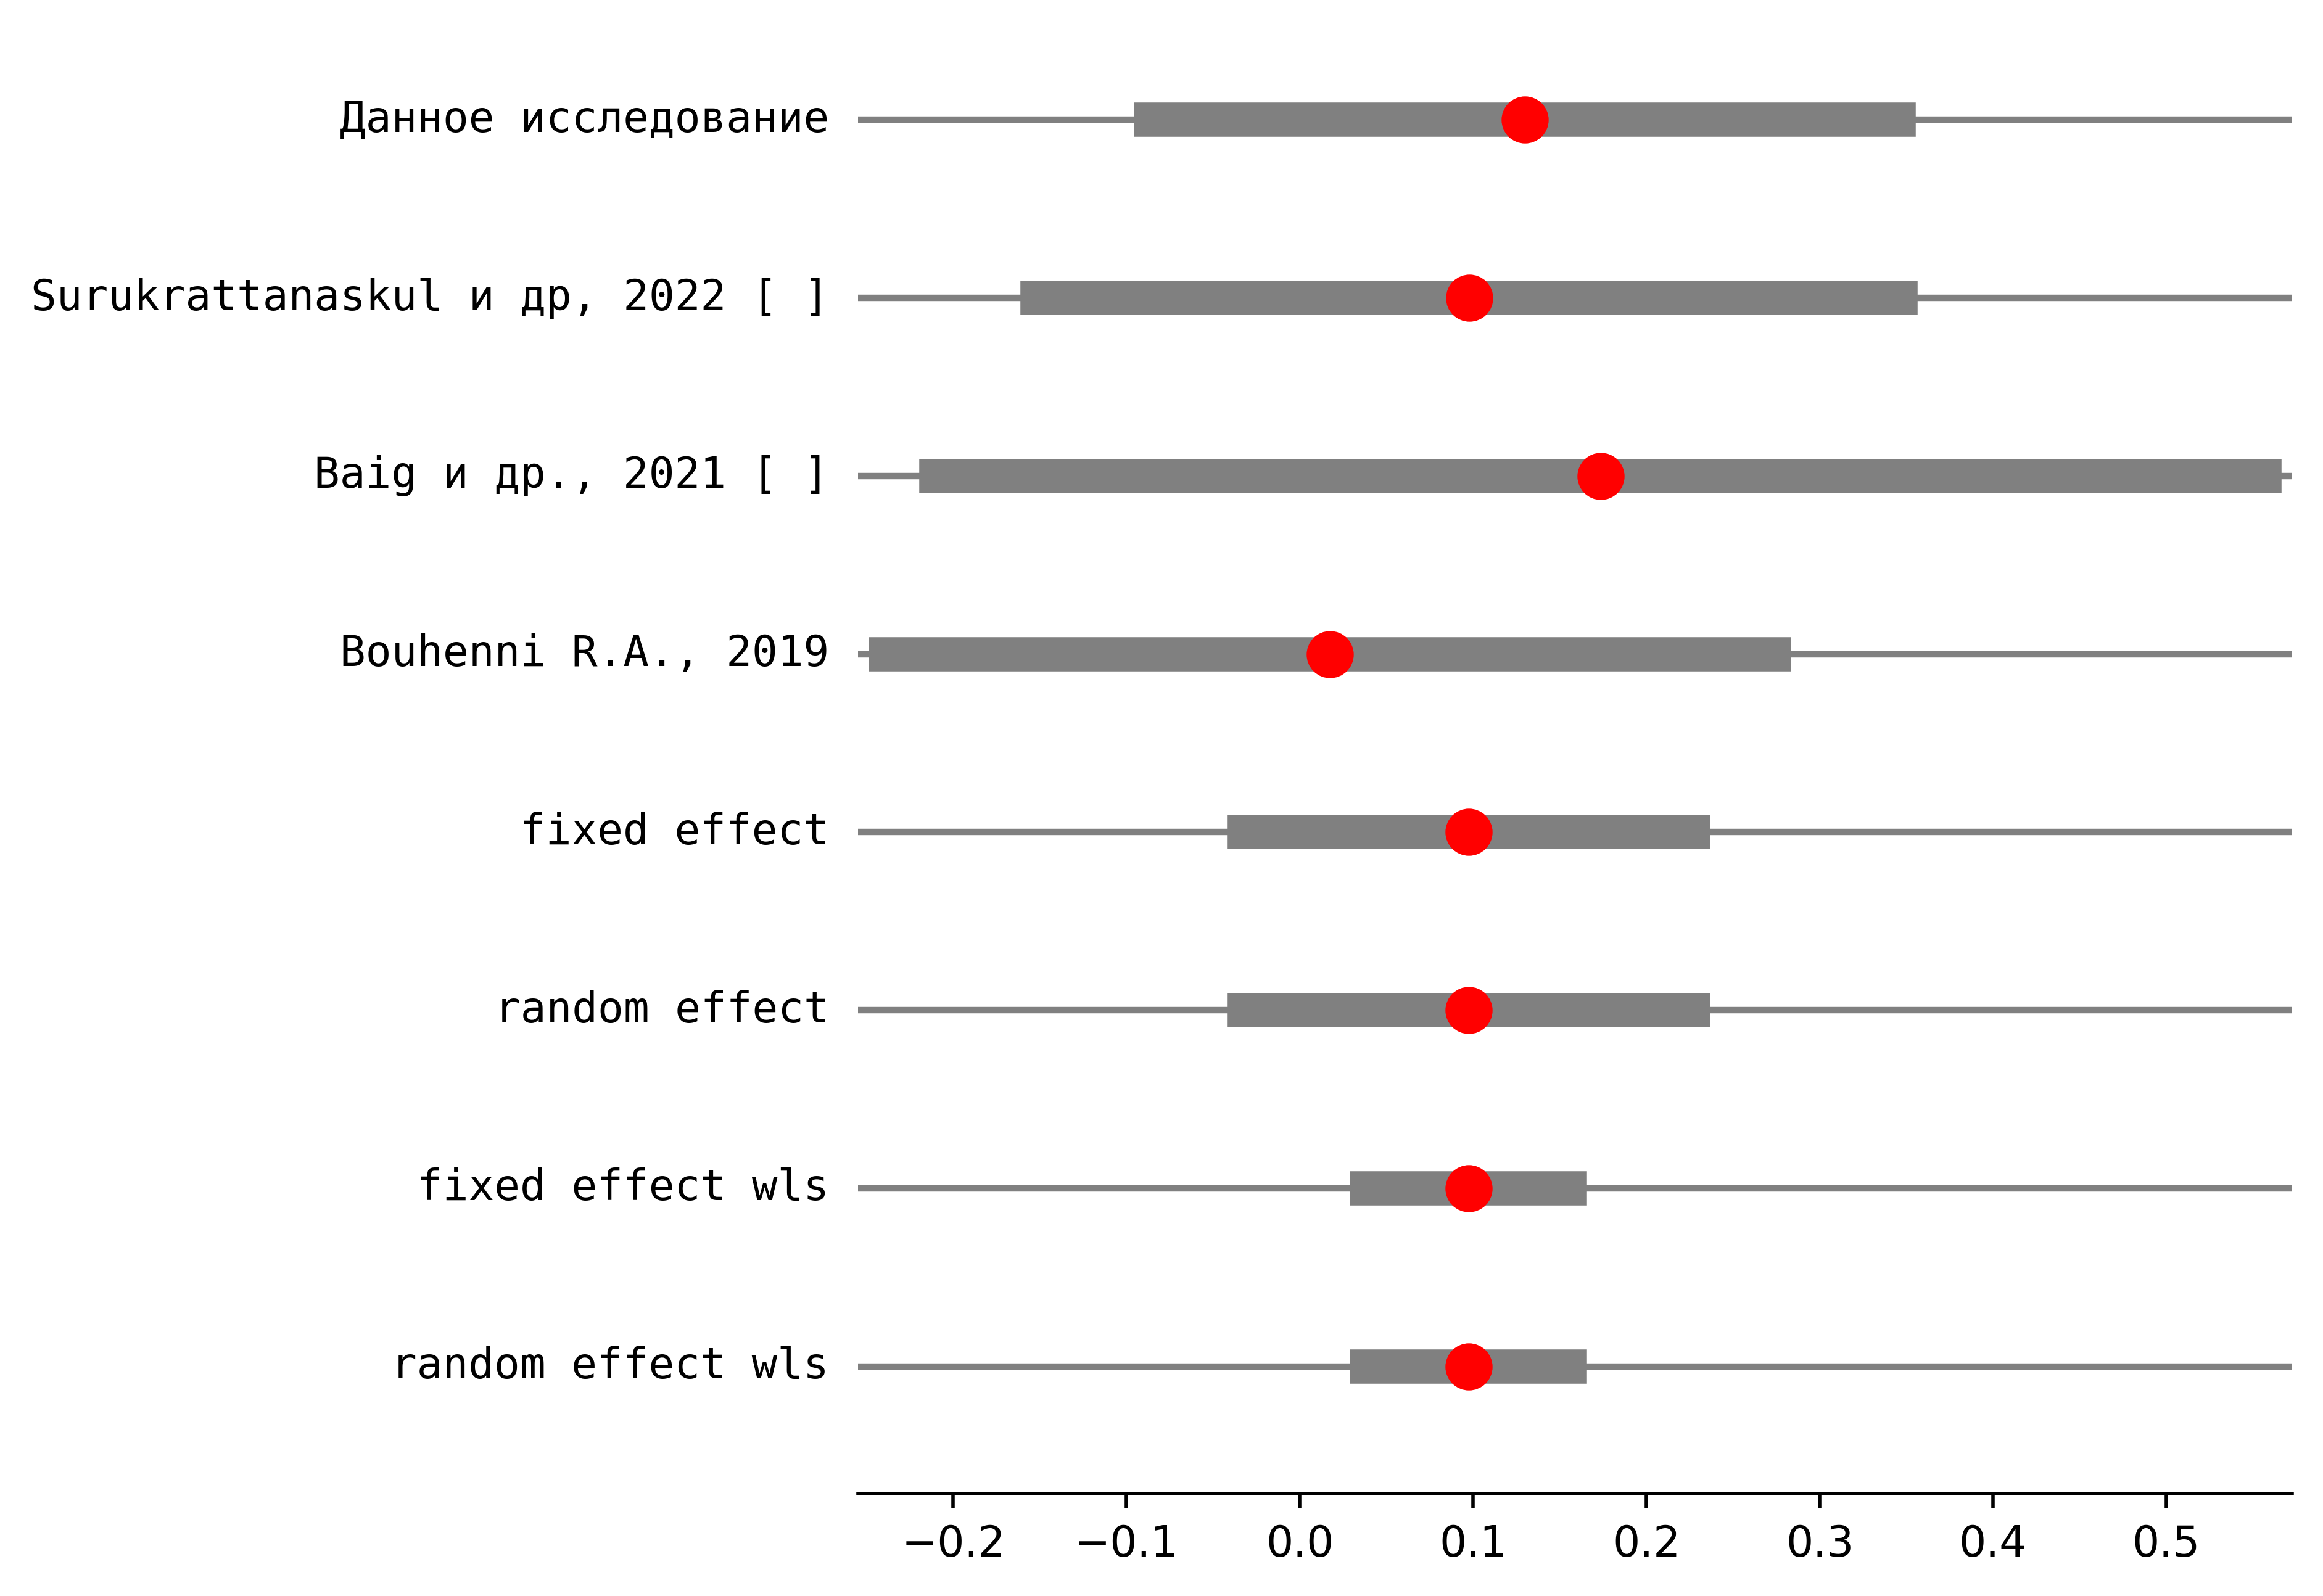 Данное исследование
Surukrattanaskul и др, 2022 [ ]
Baig и др., 2021 [ ]
Bouhenni R.A., 2019
fixed effect
random effect
fixed effect wls
random effect wls
−0.2 −0.1 0.0 0.1 0.2 0.3 0.4 0.5